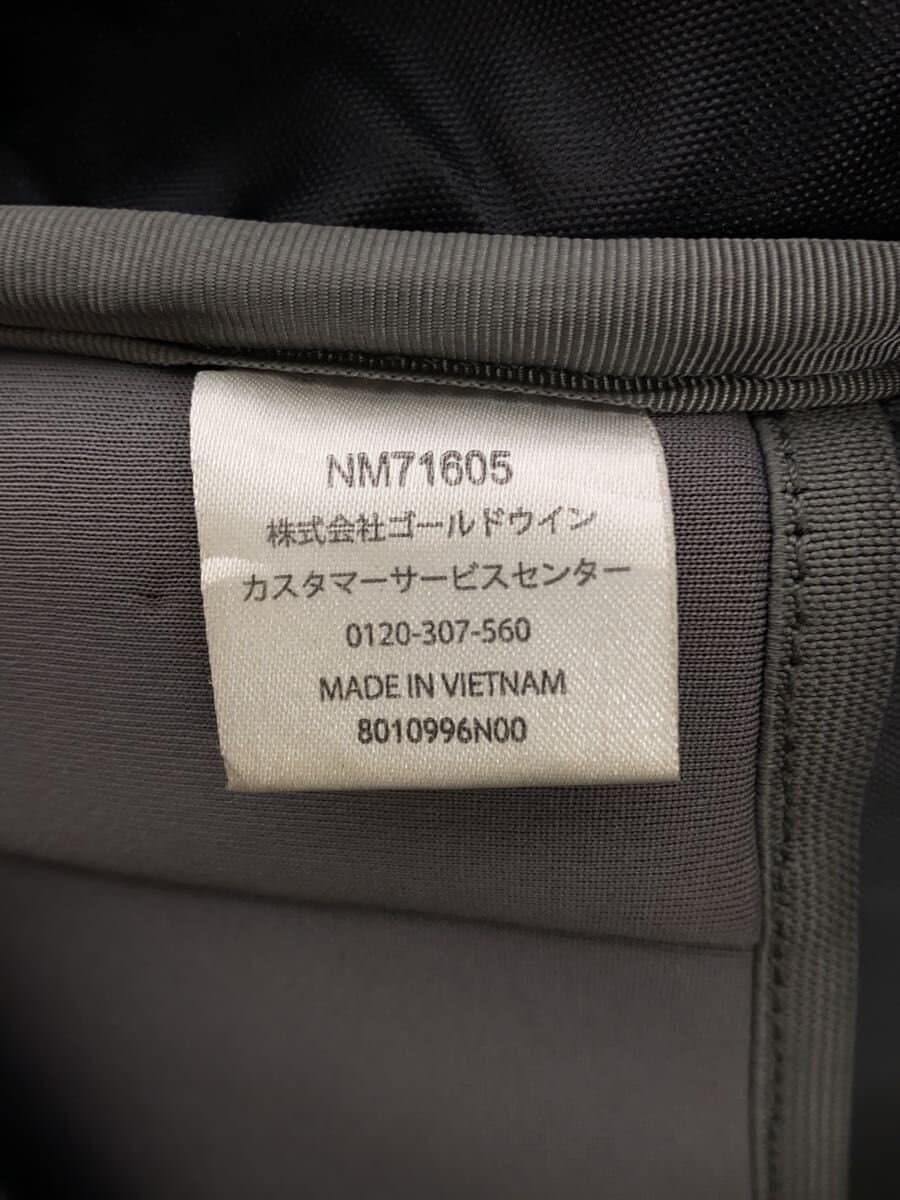 NM71605
株式会社ゴールドウイン
カスタマーサービスセンター
0120-307-560
MADE IN VIETNAM
8010996N00